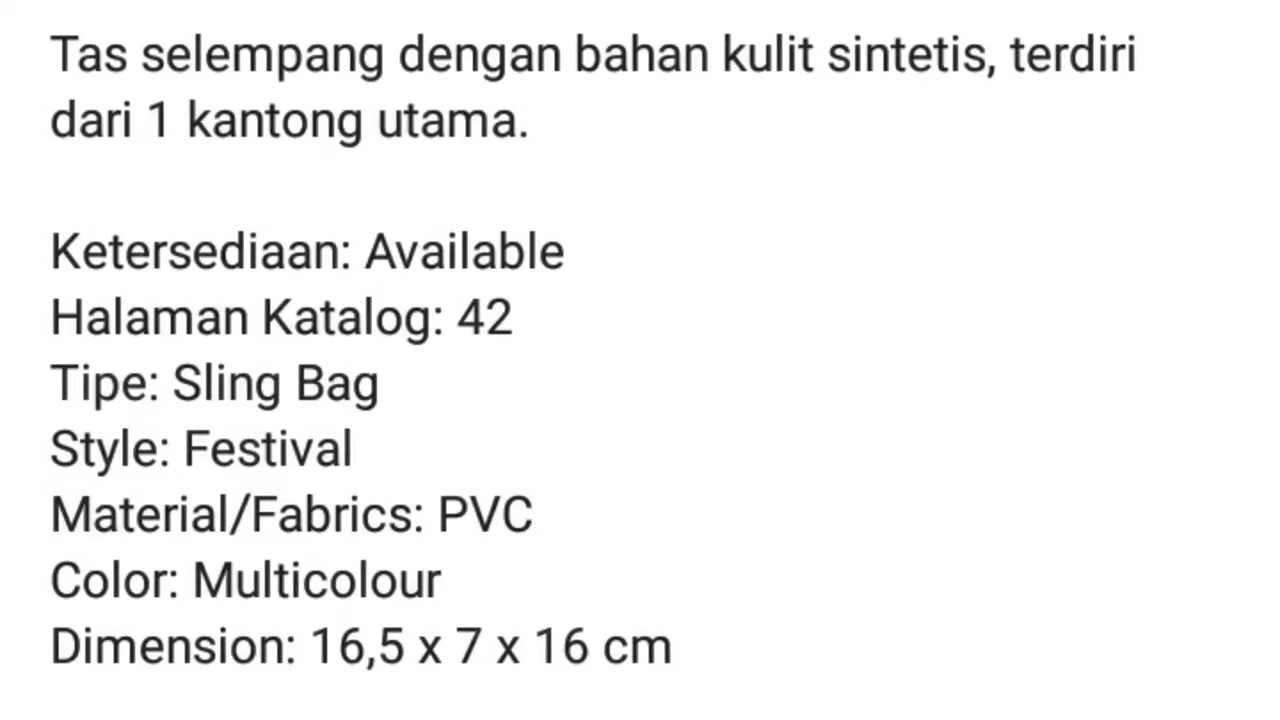 Tas selempang dengan bahan kulit sintetis, terdiri
dari 1 kantong utama.
Ketersediaan: Available
Halaman Katalog: 42
Tipe: Sling Bag
Style: Festival
Material/Fabrics: PVC
Color: Multicolour
Dimension: 16,5 x 7 x 16 cm